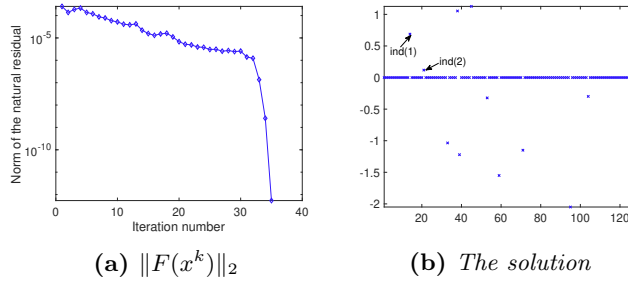 Norm of the natural residual
10^-5
10^-10
0 10 20 30 40
Iteration number
(a) ‖F(x^k)‖_2
1
0.5
0
-0.5
-1
-1.5
-2
ind(1)
ind(2)
20 40 60 80 100 120
(b) The solution